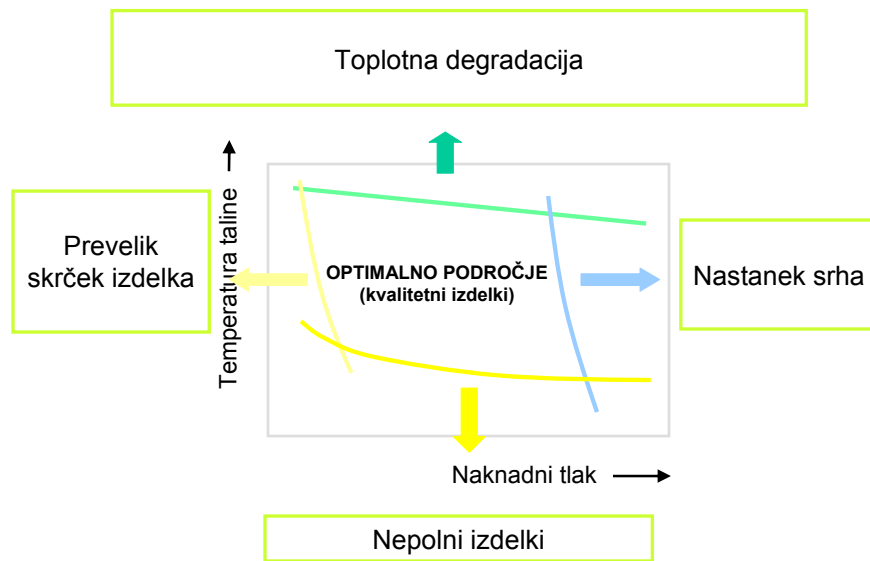 Toplotna degradacija
Temperatura taline
Prevelik
skrček izdelka
OPTIMALNO PODROČJE
(kvalitetni izdelki)
Nastanek srha
Naknadni tlak
Nepolni izdelki